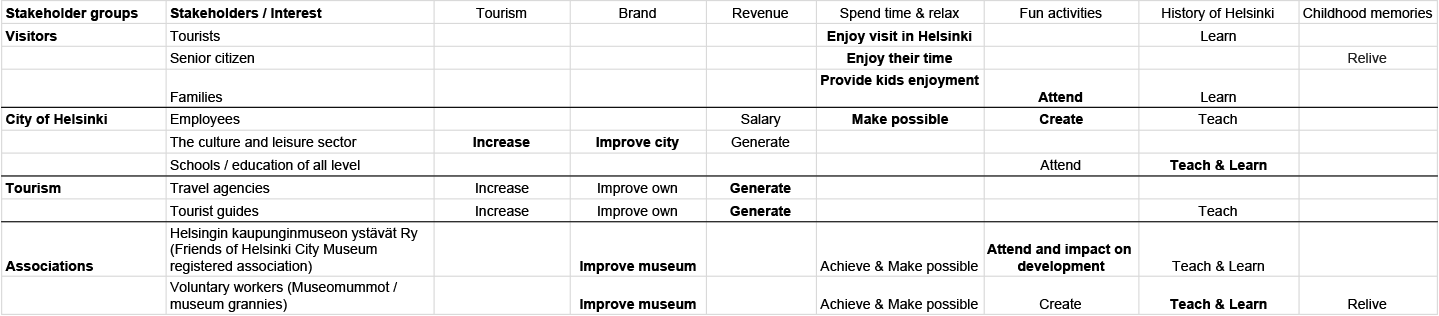 Stakeholder groups Stakeholders / Interest Tourism Brand Revenue Spend time & relax Fun activities History of Helsinki Childhood memories
Visitors Tourists Enjoy visit in Helsinki Learn
Senior citizen Enjoy their time Relive
Provide kids enjoyment
Families Attend Learn
City of Helsinki Employees Salary Make possible Create Teach
The culture and leisure sector Increase Improve city Generate
Schools / education of all level Attend Teach & Learn
Tourism Travel agencies Increase Improve own Generate
Tourist guides Increase Improve own Generate Teach
Helsingin kaupunginmuseon ystävät Ry
(Friends of Helsinki City Museum Attend and impact on
Associations registered association) Improve museum Achieve & Make possible development Teach & Learn
Voluntary workers (Museomummot /
museum grannies) Improve museum Achieve & Make possible Create Teach & Learn Relive